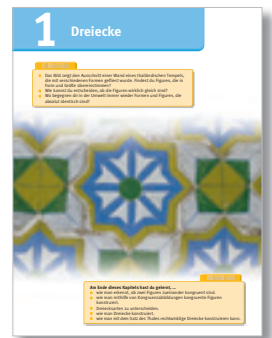 1 Dreiecke
Das Bild zeigt den Ausschnitt einer Wand eines thailändischen Tempels,
die mit verschiedenen Formen gefliest wurde. Findest du Figuren, die in
Form und Größe übereinstimmen?
Wie kannst du entscheiden, ob die Figuren wirklich gleich sind?
Wo begegnen dir in der Umwelt immer wieder Formen und Figuren, die
absolut identisch sind?
Am Ende dieses Kapitels hast du gelernt, ...
wie man erkennt, ob zwei Figuren zueinander kongruent sind.
wie man mithilfe von Kongruenzabbildungen kongruente Figuren
konstruiert.
Dreiecksarten zu unterscheiden.
wie man Dreiecke konstruiert.
wie man mit dem Satz des Thales rechtwinklige Dreiecke konstruieren kann.